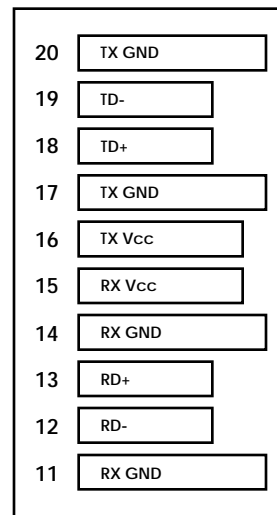 20 TX GND
19 TD-
18 TD+
17 TX GND
16 TX VCC
15 RX VCC
14 RX GND
13 RD+
12 RD-
11 RX GND